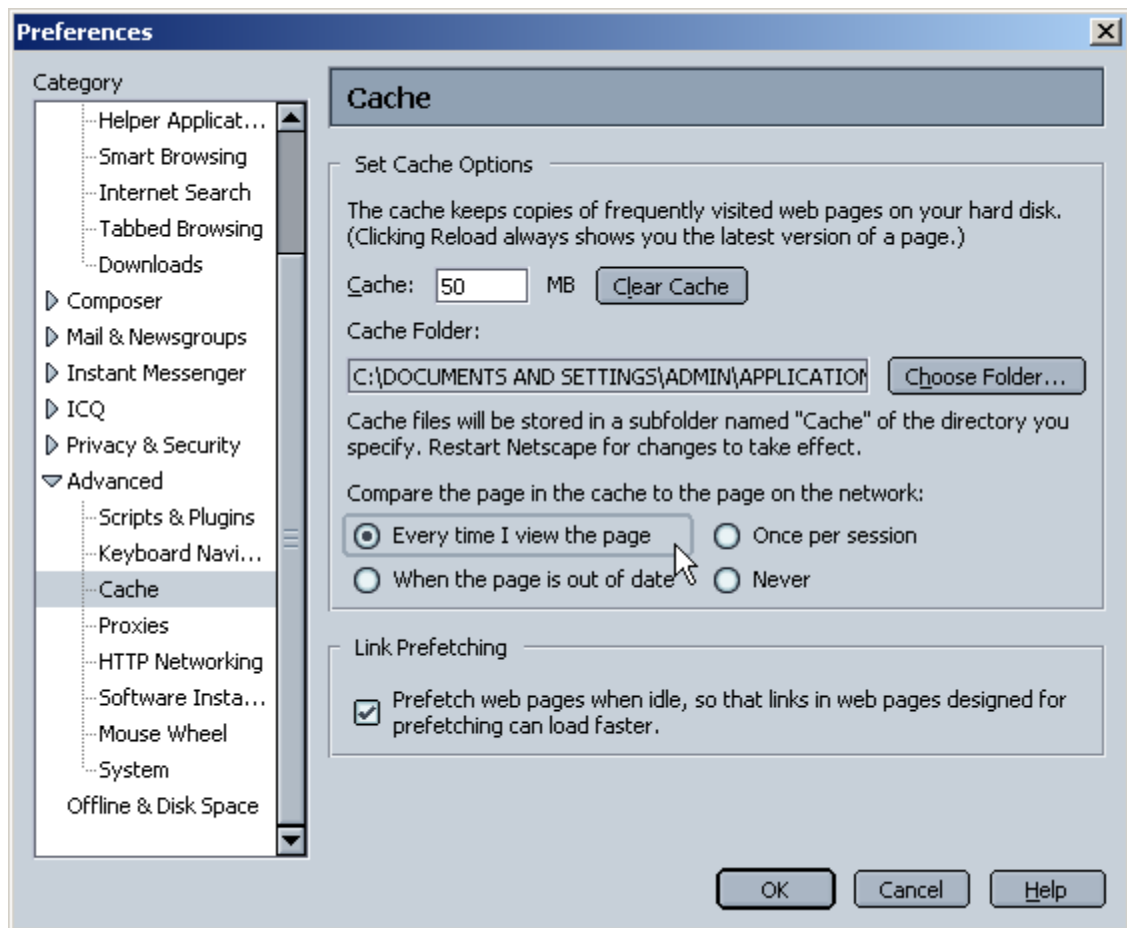 Preferences
Category
Helper Applicat...
Smart Browsing
Internet Search
Tabbed Browsing
Downloads
Composer
Mail & Newsgroups
Instant Messenger
ICQ
Privacy & Security
Advanced
Scripts & Plugins
Keyboard Navi...
Cache
Proxies
HTTP Networking
Software Insta...
Mouse Wheel
System
Offline & Disk Space
Cache
Set Cache Options
The cache keeps copies of frequently visited web pages on your hard disk.
(Clicking Reload always shows you the latest version of a page.)
Cache: 50 MB Clear Cache
Cache Folder:
C:\DOCUMENTS AND SETTINGS\ADMIN\APPLICATION Choose Folder...
Cache files will be stored in a subfolder named "Cache" of the directory you
specify. Restart Netscape for changes to take effect.
Compare the page in the cache to the page on the network:
Every time I view the page Once per session
When the page is out of date Never
Link Prefetching
Prefetch web pages when idle, so that links in web pages designed for
prefetching can load faster.
OK Cancel Help